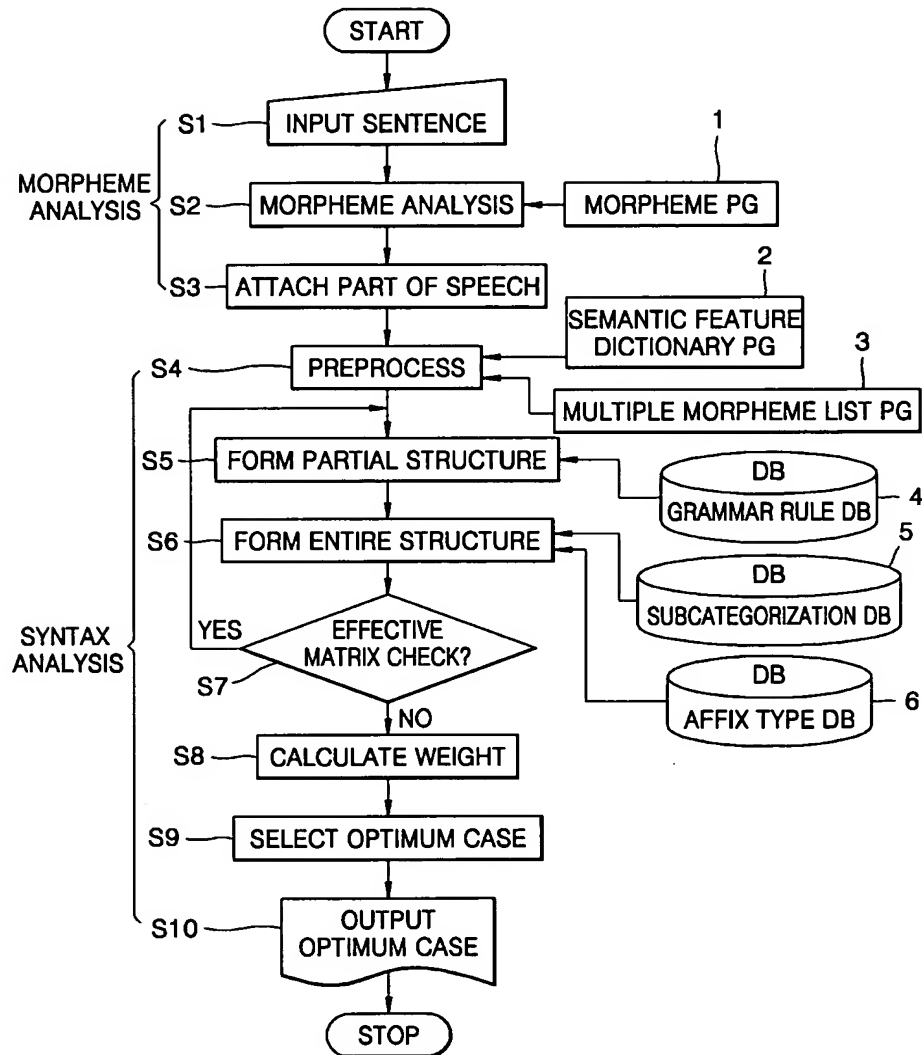 START
S1
INPUT SENTENCE
1
MORPHEME
ANALYSIS
S2
MORPHEME ANALYSIS
MORPHEME PG
S3
ATTACH PART OF SPEECH
2
SEMANTIC FEATURE
DICTIONARY PG
S4
PREPROCESS
3
MULTIPLE MORPHEME LIST PG
S5
FORM PARTIAL STRUCTURE
DB
GRAMMAR RULE DB
4
S6
FORM ENTIRE STRUCTURE
5
DB
SUBCATEGORIZATION DB
SYNTAX
ANALYSIS
YES
EFFECTIVE
MATRIX CHECK?
S7
NO
DB
AFFIX TYPE DB
6
S8
CALCULATE WEIGHT
S9
SELECT OPTIMUM CASE
S10
OUTPUT
OPTIMUM CASE
STOP